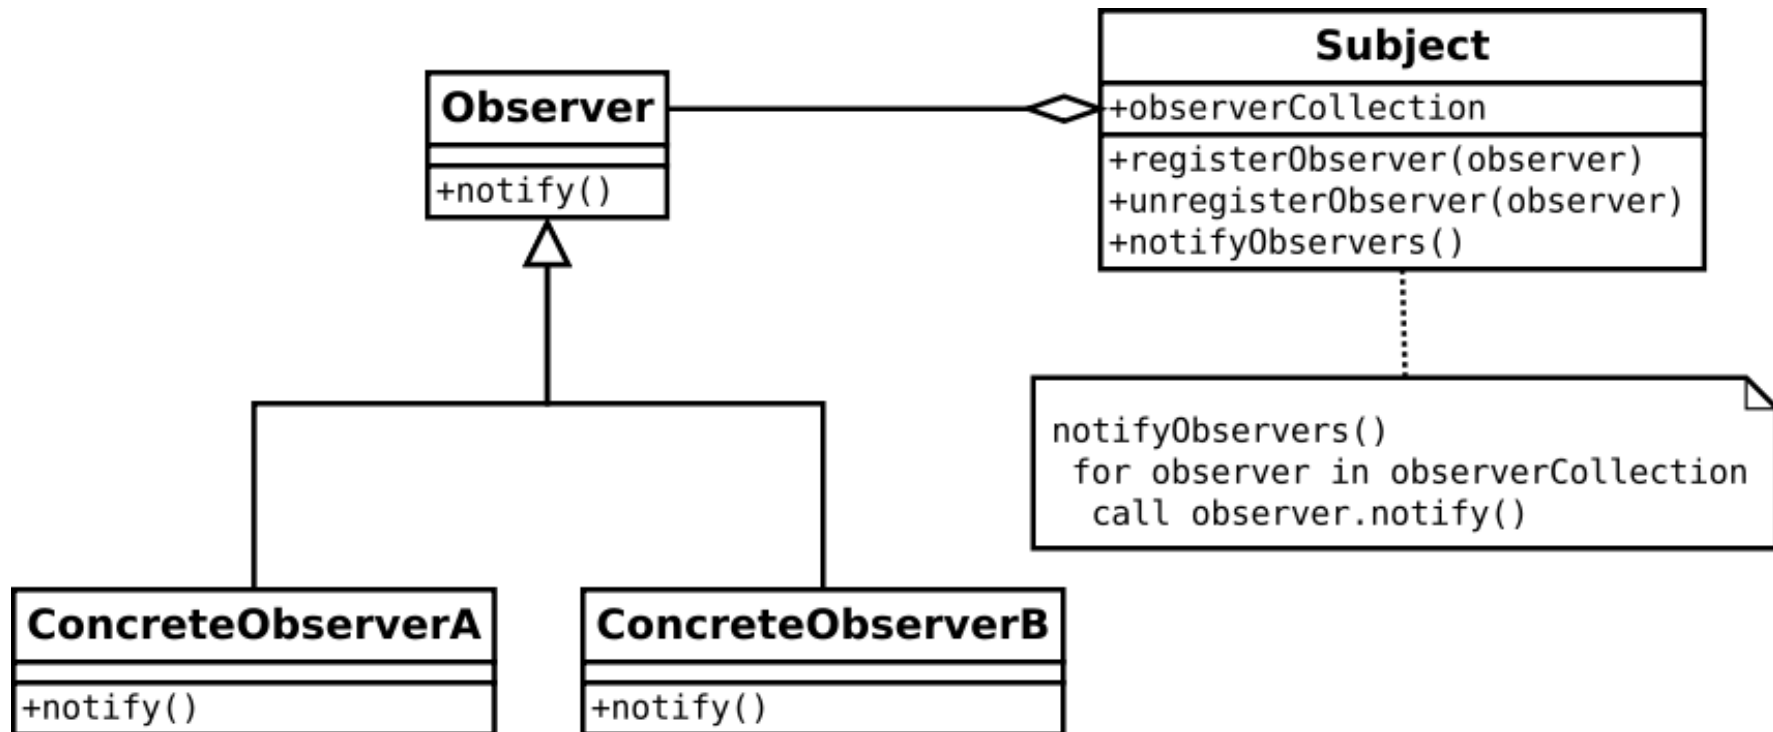 Observer
+notify()
Subject
+observerCollection
+registerObserver(observer)
+unregisterObserver(observer)
+notifyObservers()
notifyObservers()
for observer in observerCollection
call observer.notify()
ConcreteObserverA
+notify()
ConcreteObserverB
+notify()